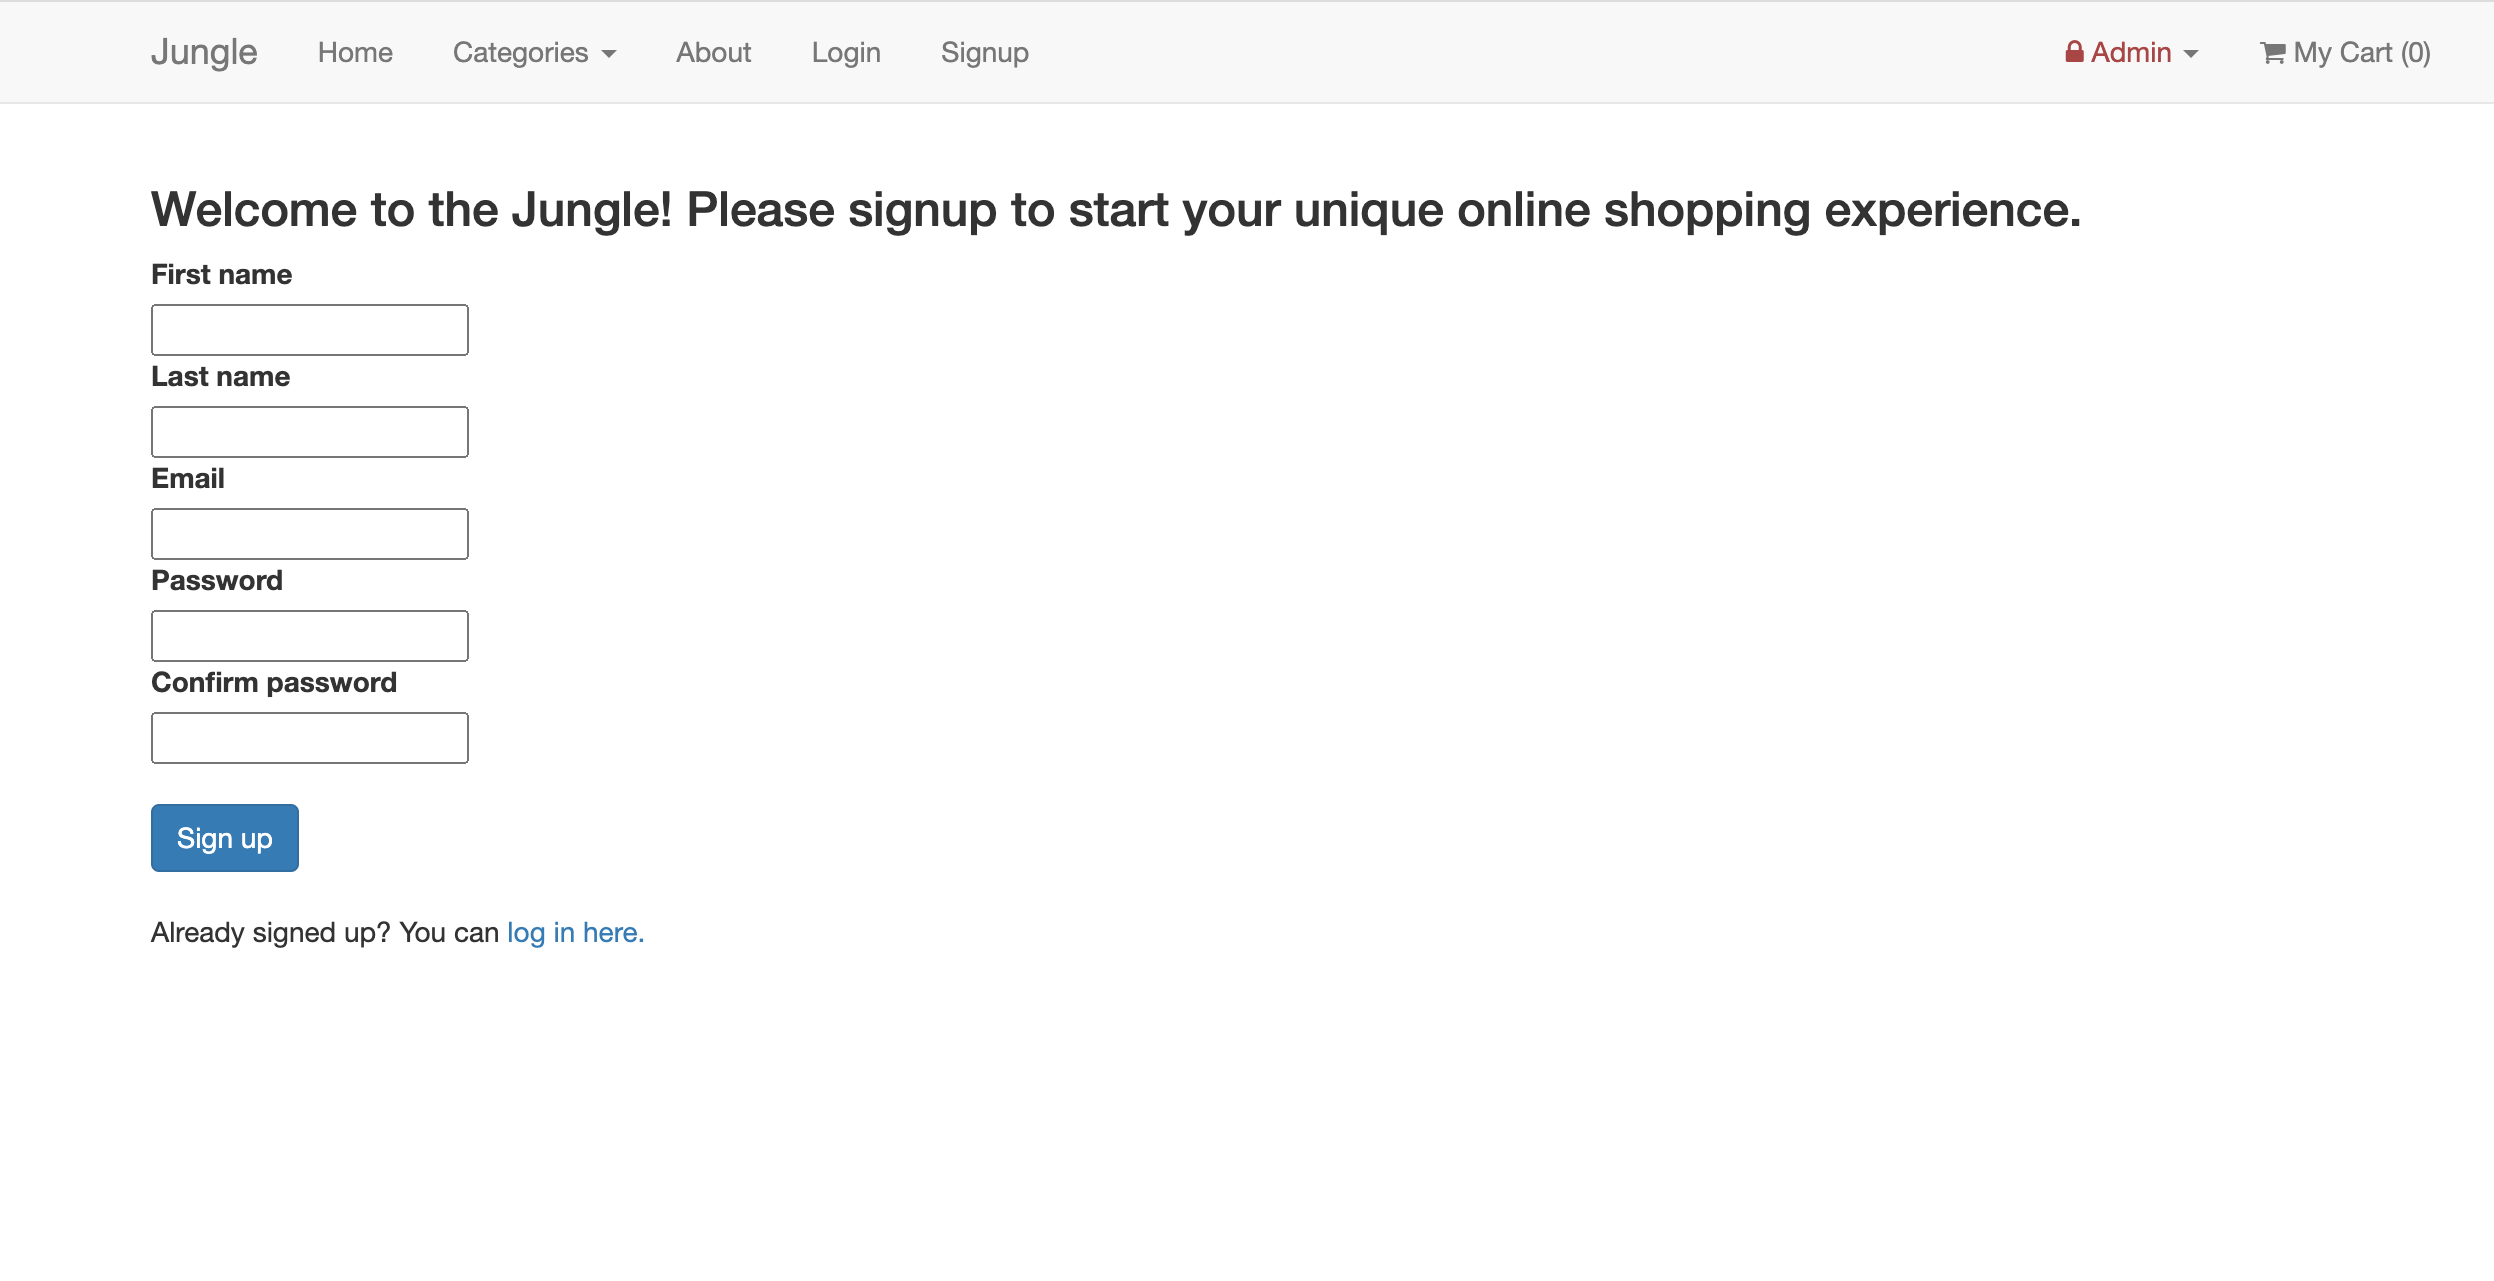 Jungle Home Categories About Login Signup Admin My Cart (0)
Welcome to the Jungle! Please signup to start your unique online shopping experience.
First name
Last name
Email
Password
Confirm password
Sign up
Already signed up? You can log in here.